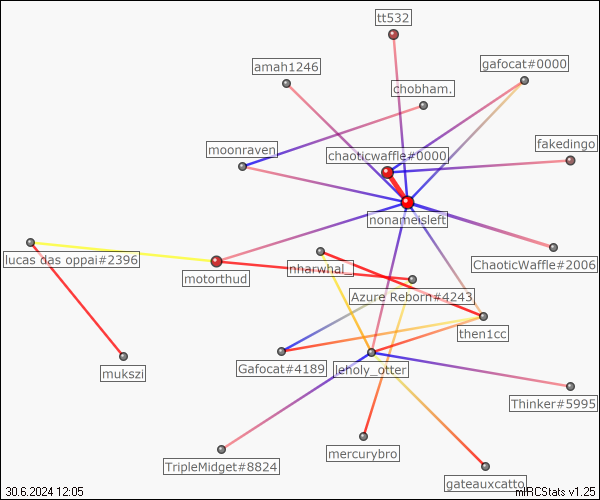 tt532
amah1246
gafocat#0000
chobham.
moonraven
chaoticwaffle#0000
fakedingo
nonameisleft
lucas das oppai#2396
motorthud
nharwhal_
ChaoticWaffle#2006
Azure Reborn#4243
then1cc
Gafocat#4189
leholy_otter
mukszi
Thinker#5995
mercurybro
TripleMidget#8824
gateauxcatto
30.6.2024 12:05
mIRCStats v1.25